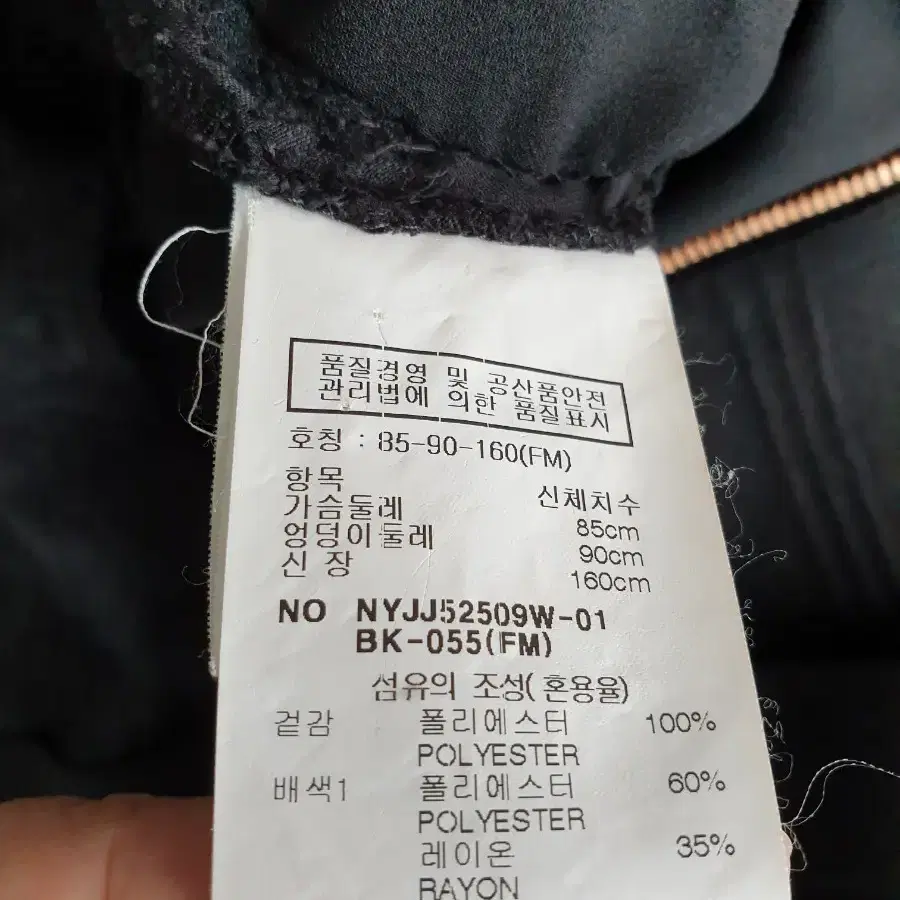 품질경영 및 공산품안전
관리법에 의한 품질표시
호칭 : 85-90-160(FM)
항목 신체치수
가슴둘레 85cm
엉덩이둘레 90cm
신 장 160cm
NO NYJJ52509W-01
BK-055(FM)
섬유의 조성( 혼용율)
겉감 폴리에스터 100%
POLYESTER
배색1 폴리에스터 60%
POLYESTER
레이온 35%
RAYON